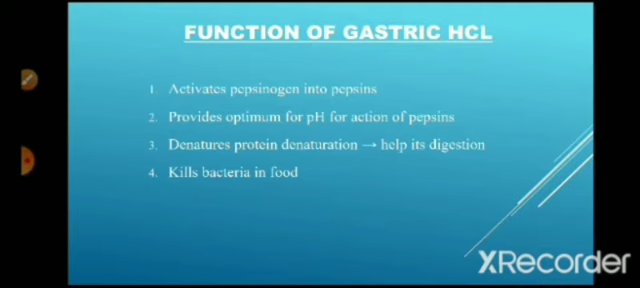 FUNCTION OF GASTRIC HCL
1. Activates pepsinogen into pepsins
2. Provides optimum for pH for action of pepsins
3. Denatures protein denaturation → help its digestion
4. Kills bacteria in food
XRecorder